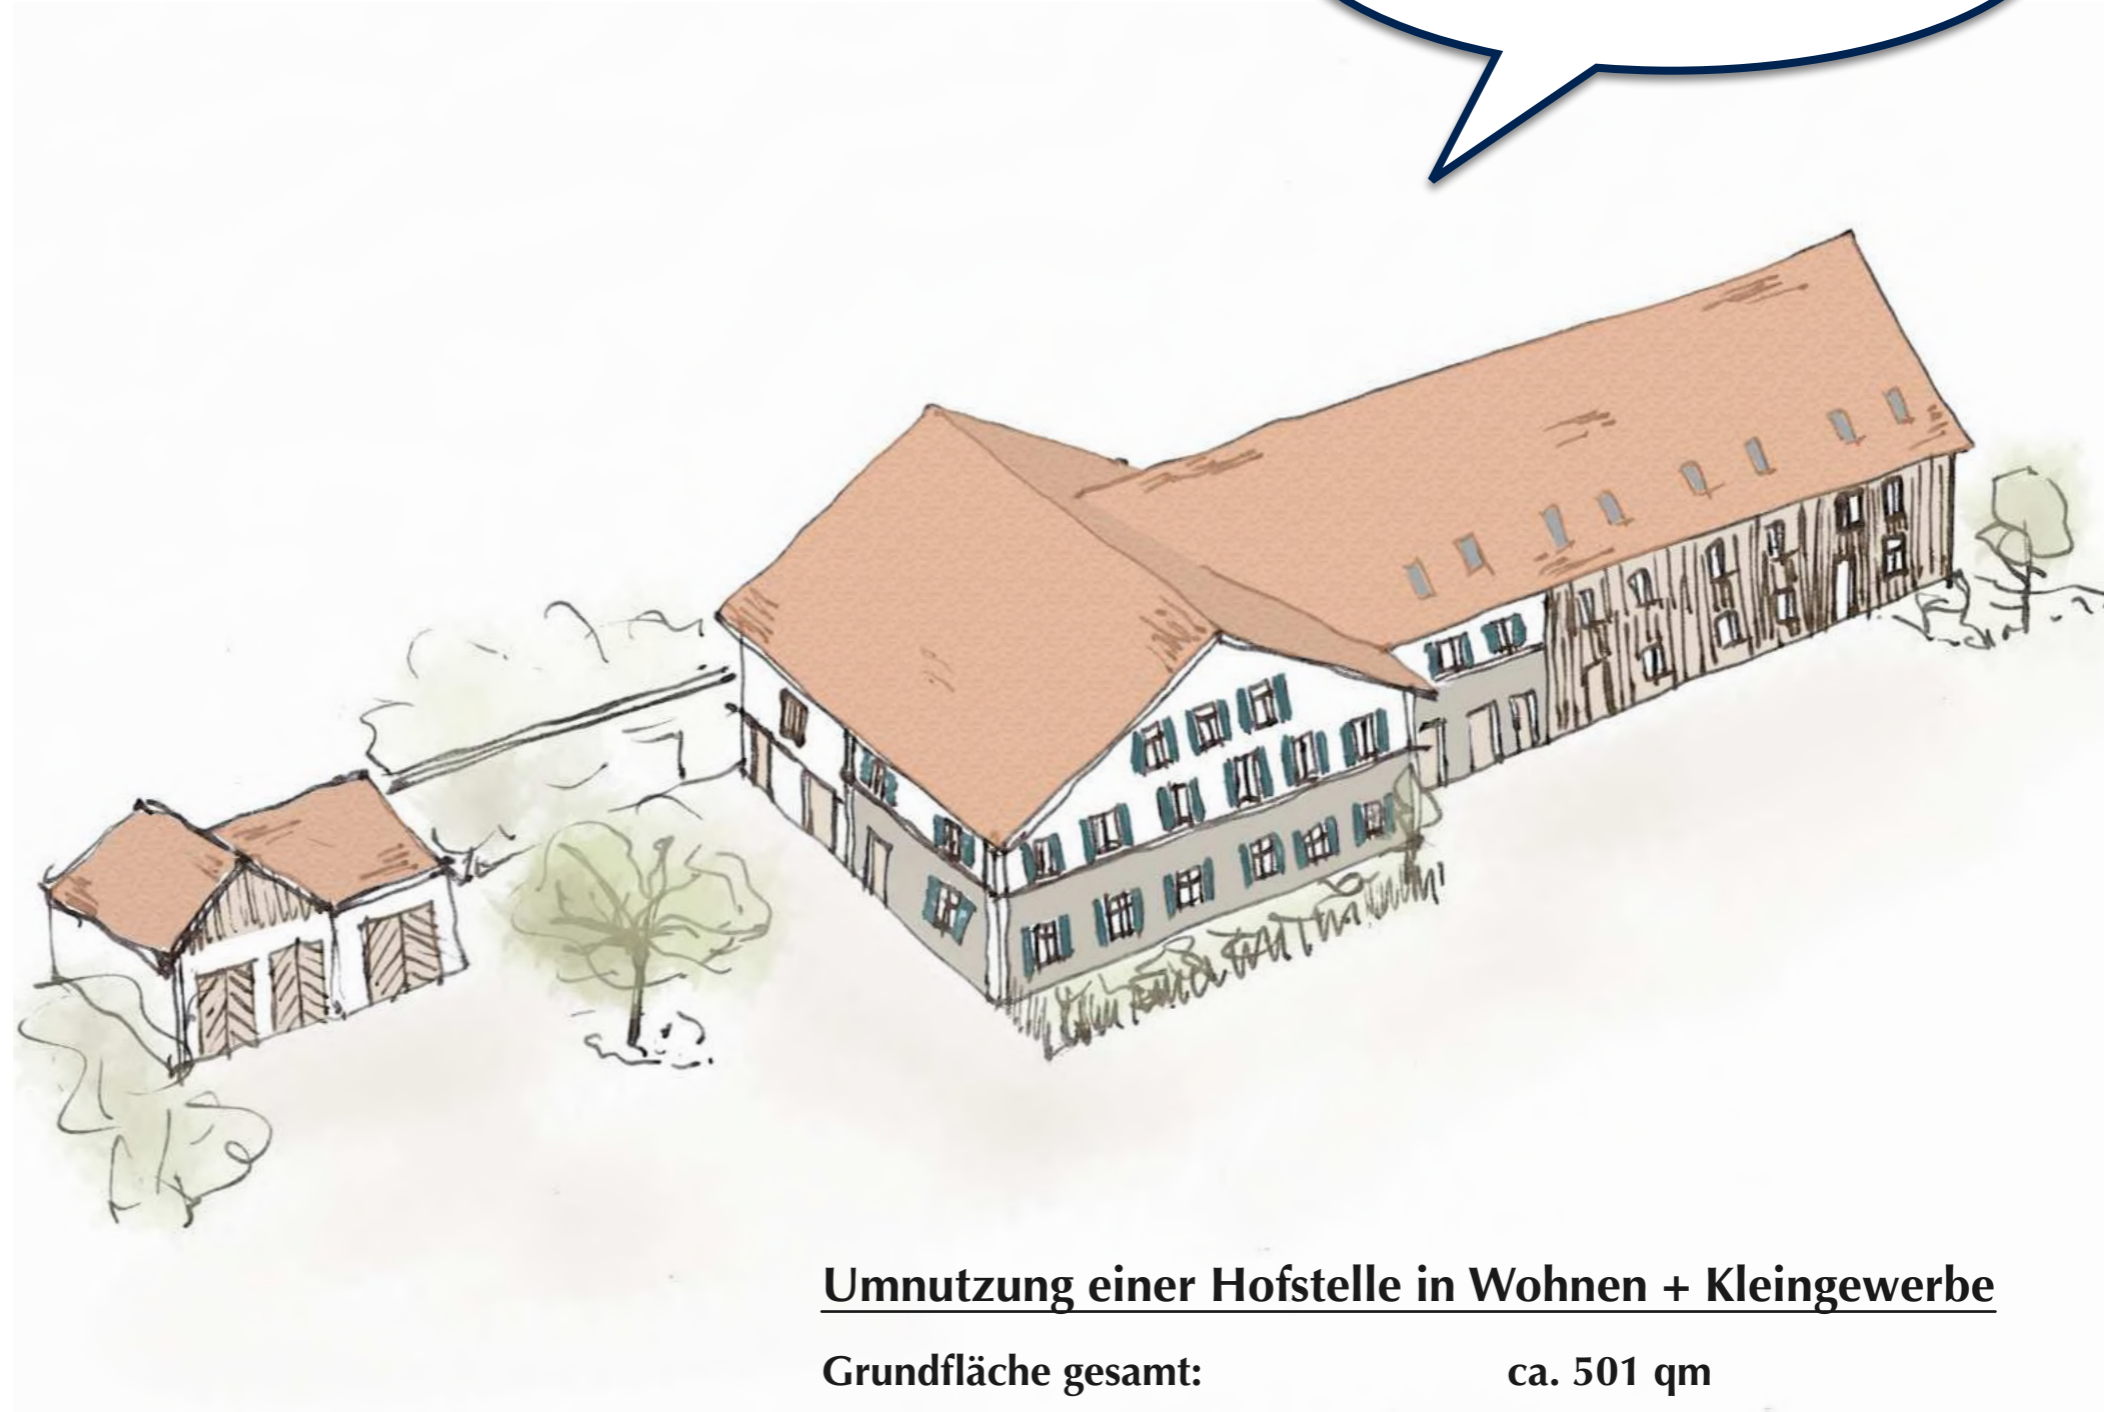 Umnutzung einer Hofstelle in Wohnen + Kleingewerbe
Grundfläche gesamt: ca. 501 qm